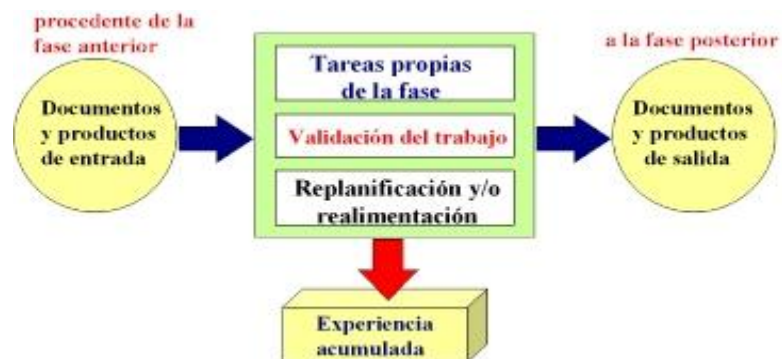 procedente de la
fase anterior
Documentos
y productos
de entrada
Tareas propias
de la fase
Validación del trabajo
Replanificación y/o
realimentación
a la fase posterior
Documentos
y productos
de salida
Experiencia
acumulada